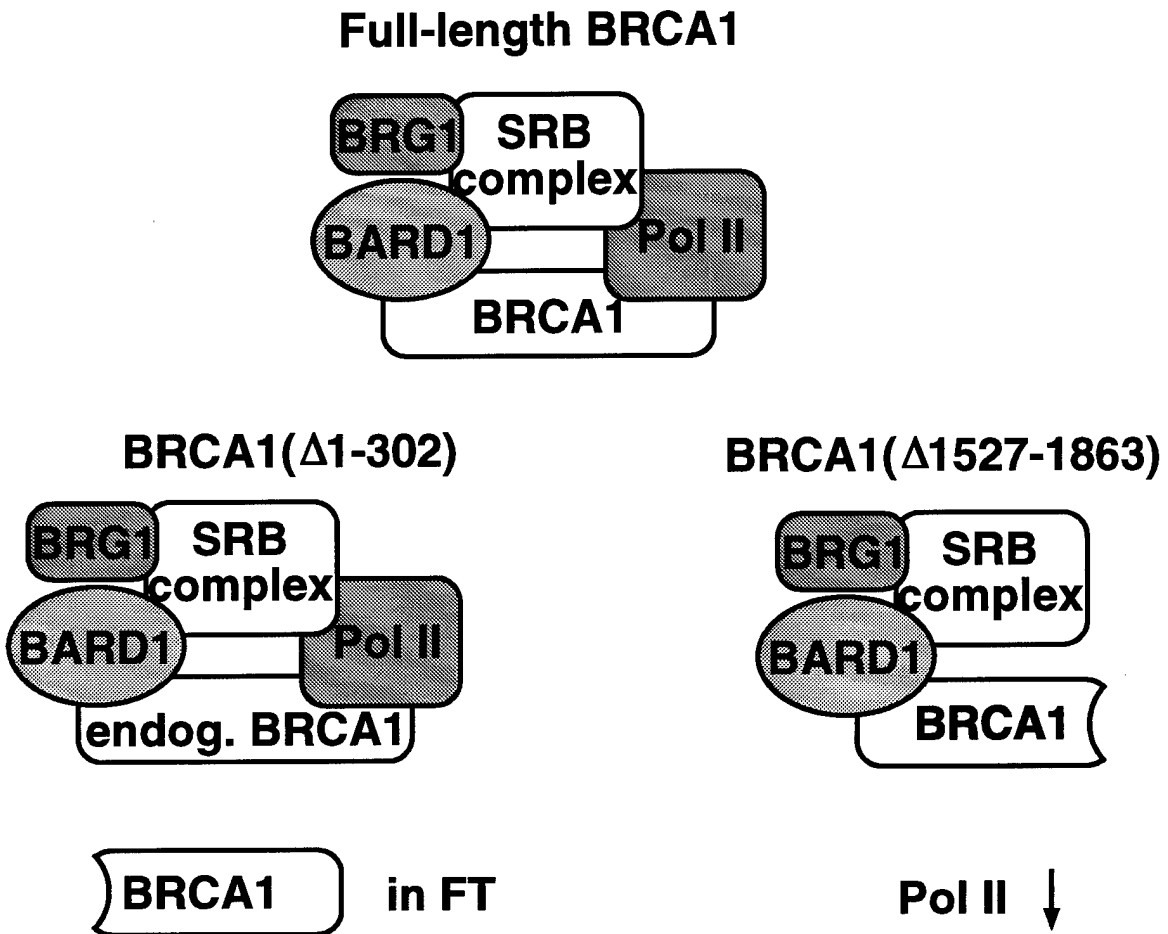 Full-length BRCA1
BRG1
SRB
complex
BARD1
Pol II
BRCA1
BRCA1(Δ1-302)
BRG1
SRB
complex
BARD1
Pol II
endog. BRCA1
BRCA1 in FT
BRCA1(Δ1527-1863)
BRG1
SRB
complex
BARD1
BRCA1
Pol II ↓